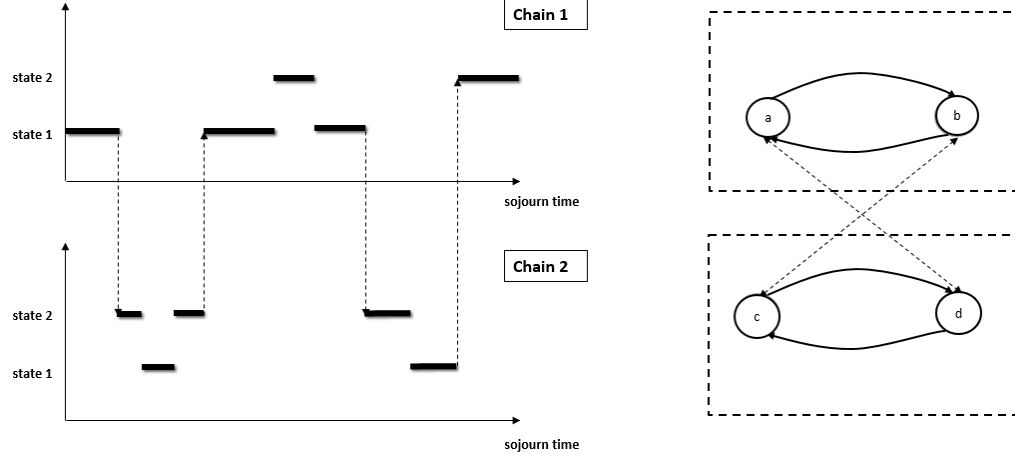 Chain 1
state 2
state 1
sojourn time
Chain 2
state 2
state 1
sojourn time
a
b
c
d